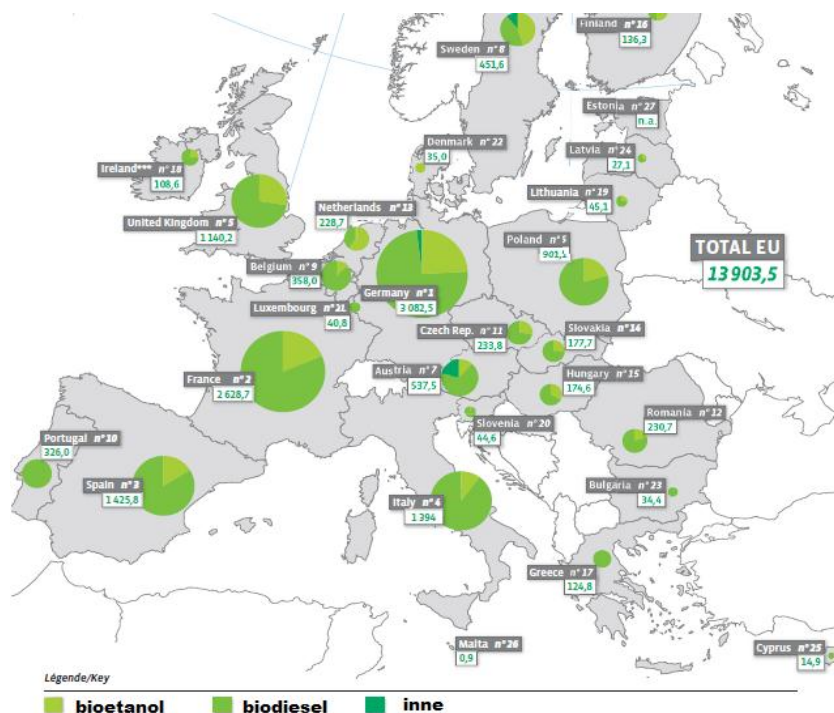 Finland n°16
136,3
Sweden n°8
451,6
Estonia n°27
n.a.
Denmark n°22
35,0
Latvia n°24
27,1
Ireland*** n°18
108,6
Lithuania n°19
45,1
Netherlands n°13
228,7
United Kingdom n°5
1 140,2
Poland n°5
TOTAL EU
13 903,5
Belgium n°9
358,0
Germany n°1
3 082,5
Luxembourg n°21
40,8
Czech Rep. n°11
233,8
Slovakia n°14
177,7
Austria n°7
537,5
Hungary n°15
174,6
France n°2
2 628,7
Romania n°12
230,7
Slovenia n°20
44,6
Portugal n°10
326,0
Spain n°3
1 425,8
Bulgaria n°23
34,4
Italy n°4
1 394
Greece n°17
124,8
Malta n°26
0,9
Cyprus n°25
14,9
Légende/Key
bioetanol biodiesel inne